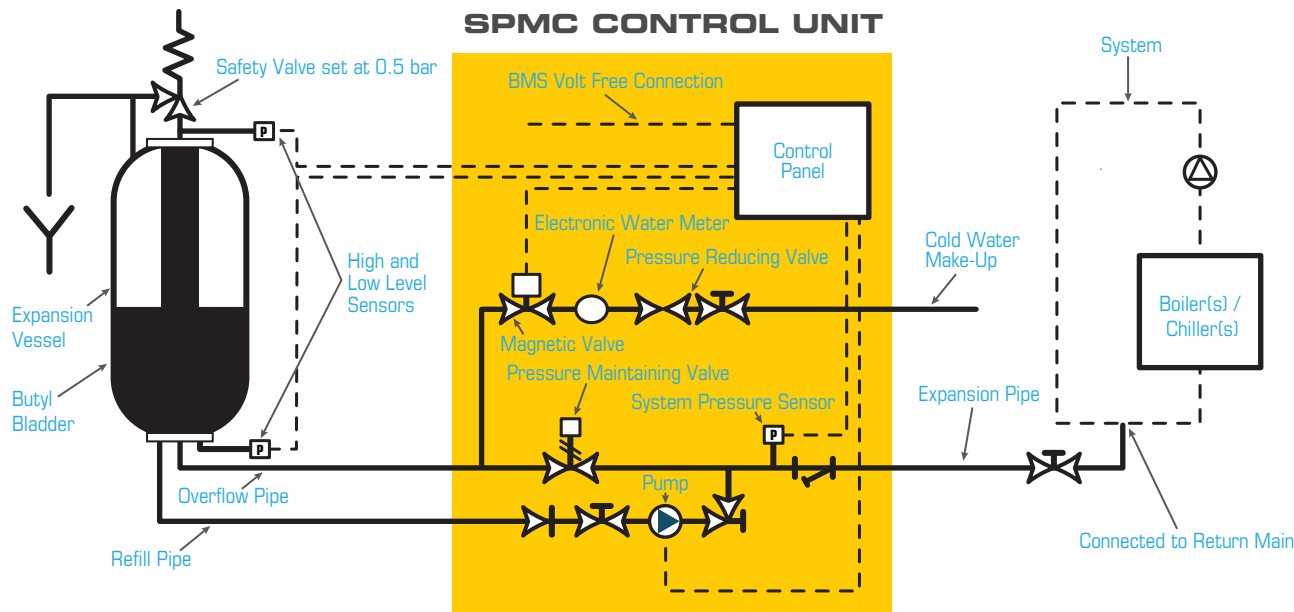 SPMC CONTROL UNIT
System
Safety Valve set at 0.5 bar
BMS Volt Free Connection
P
Control
Panel
Electronic Water Meter
Pressure Reducing Valve
Cold Water
Make-Up
High and
Low Level
Sensors
Expansion
Vessel
Boiler(s) /
Chiller(s)
Magnetic Valve
Pressure Maintaining Valve
Butyl
Bladder
System Pressure Sensor
Expansion Pipe
P
P
Overflow Pipe
Pump
Refill Pipe
Connected to Return Main